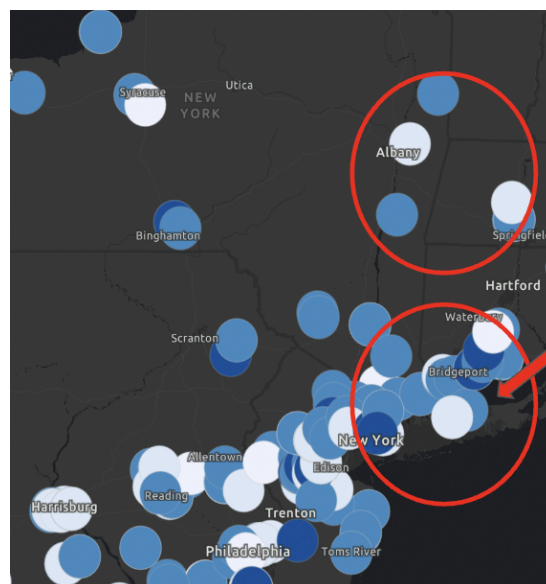 Syracuse
Utica
NEW
YORK
Albany
Binghamton
Springfiel
Hartford
Waterbury
Scranton
Bridgeport
New York
Allentown
Edison
Reading
Harrisburg
Trenton
Philadelphia
Toms River